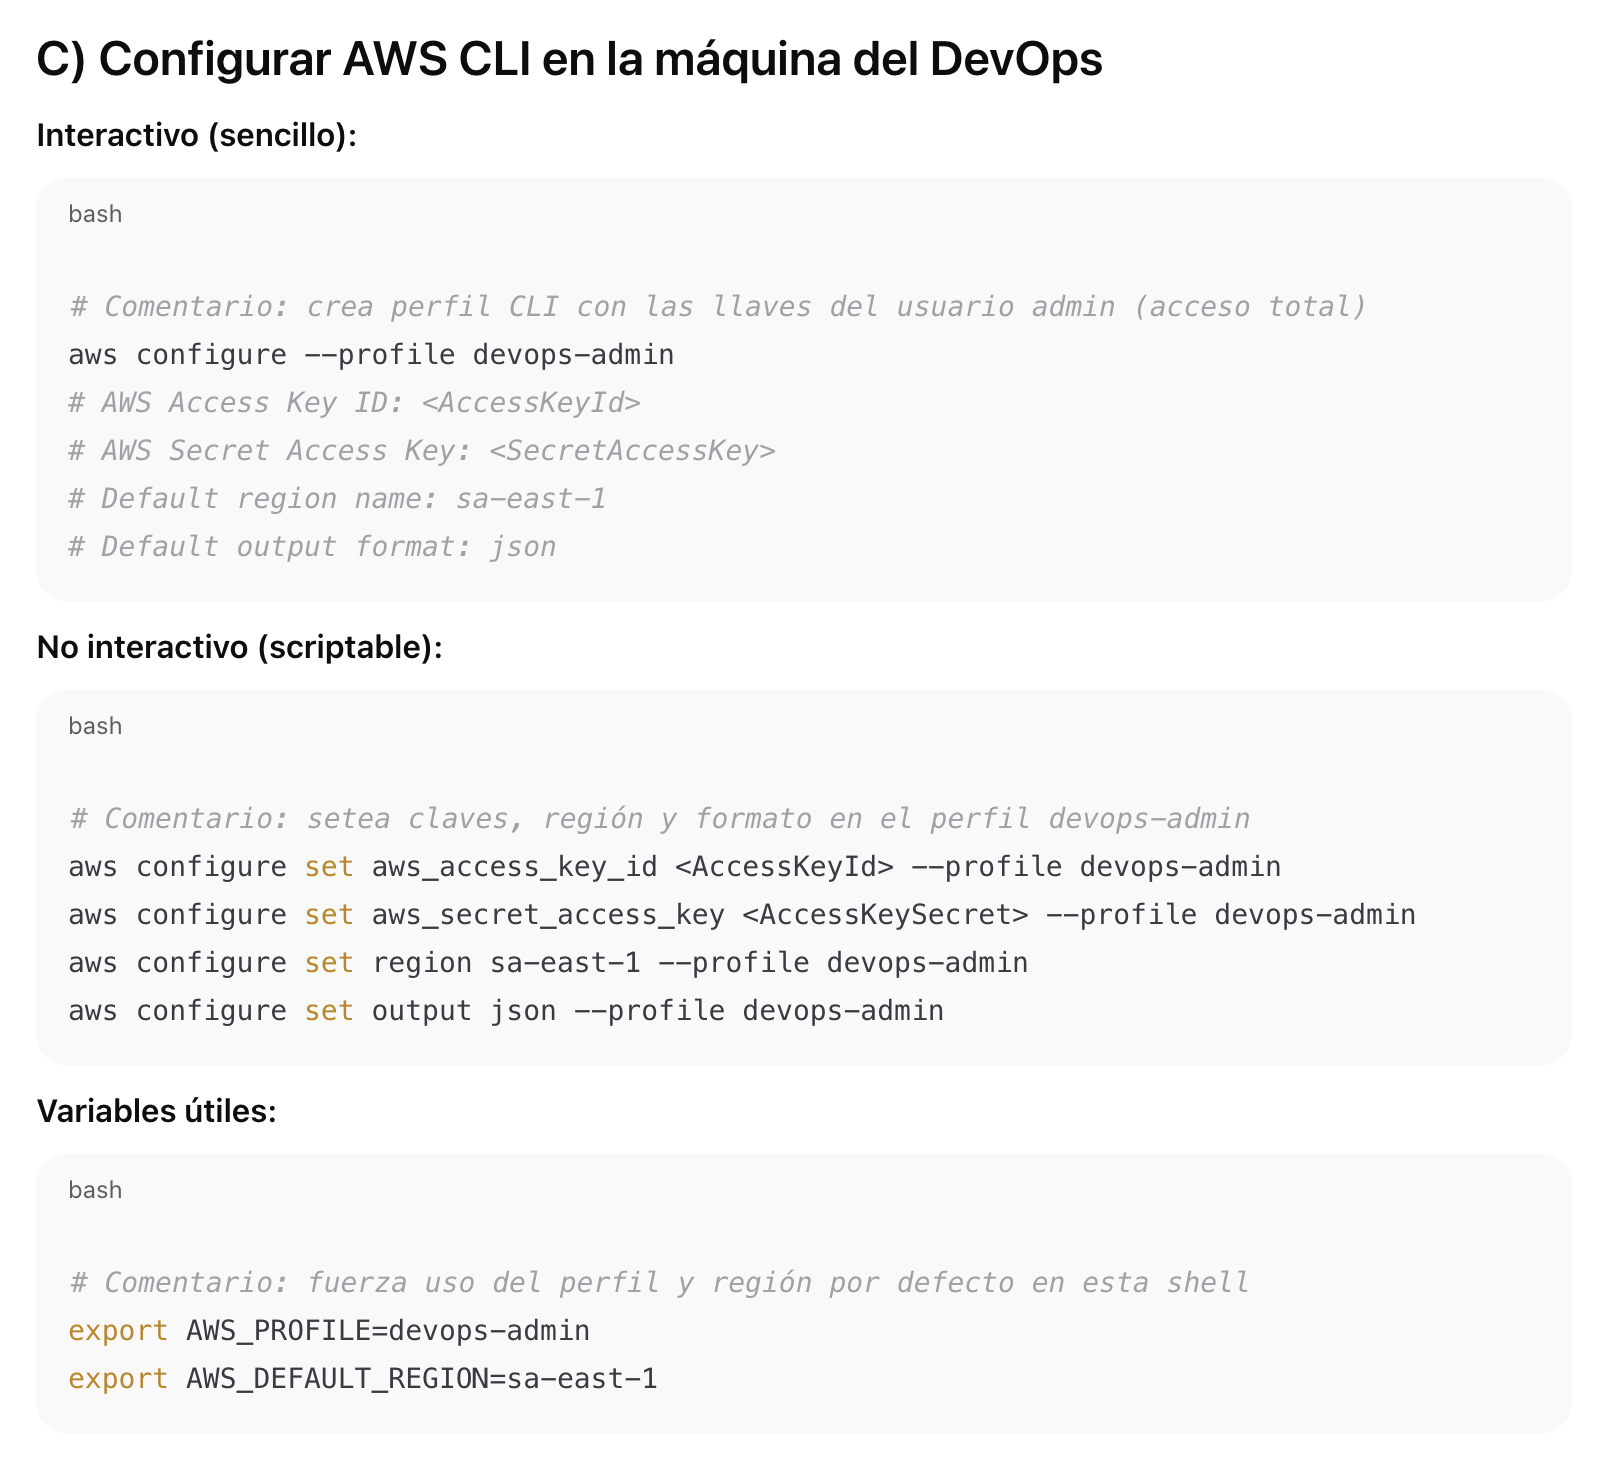 C) Configurar AWS CLI en la máquina del DevOps
Interactivo (sencillo):
bash
# Comentario: crea perfil CLI con las llaves del usuario admin (acceso total)
aws configure --profile devops-admin
# AWS Access Key ID: <AccessKeyId>
# AWS Secret Access Key: <SecretAccessKey>
# Default region name: sa-east-1
# Default output format: json
No interactivo (scriptable):
bash
# Comentario: setea claves, región y formato en el perfil devops-admin
aws configure set aws_access_key_id <AccessKeyId> --profile devops-admin
aws configure set aws_secret_access_key <AccessKeySecret> --profile devops-admin
aws configure set region sa-east-1 --profile devops-admin
aws configure set output json --profile devops-admin
Variables útiles:
bash
# Comentario: fuerza uso del perfil y región por defecto en esta shell
export AWS_PROFILE=devops-admin
export AWS_DEFAULT_REGION=sa-east-1